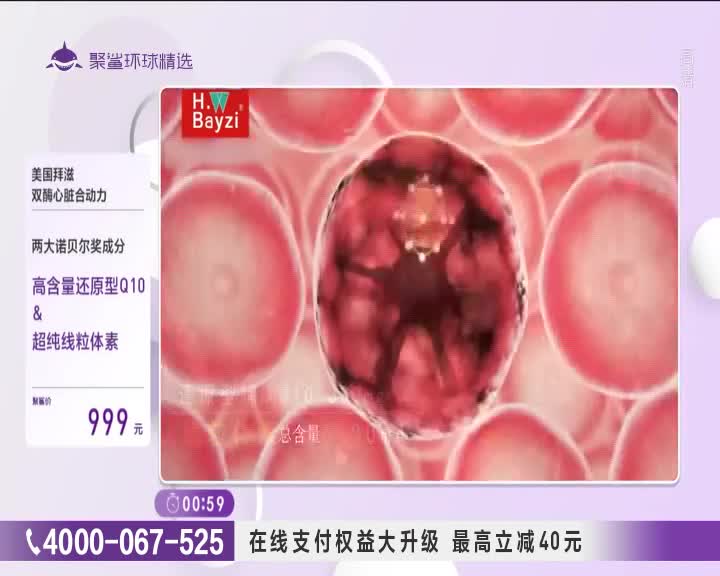 聚鲨环球精选
H.W
Bayzi
美国拜滋
双酶心脏合动力
两大诺贝尔奖成分
高含量还原型Q10
&
超纯线粒体素
聚鲨价
999元
总含量
00:59
4000-067-525
在线支付权益大升级 最高立减40元